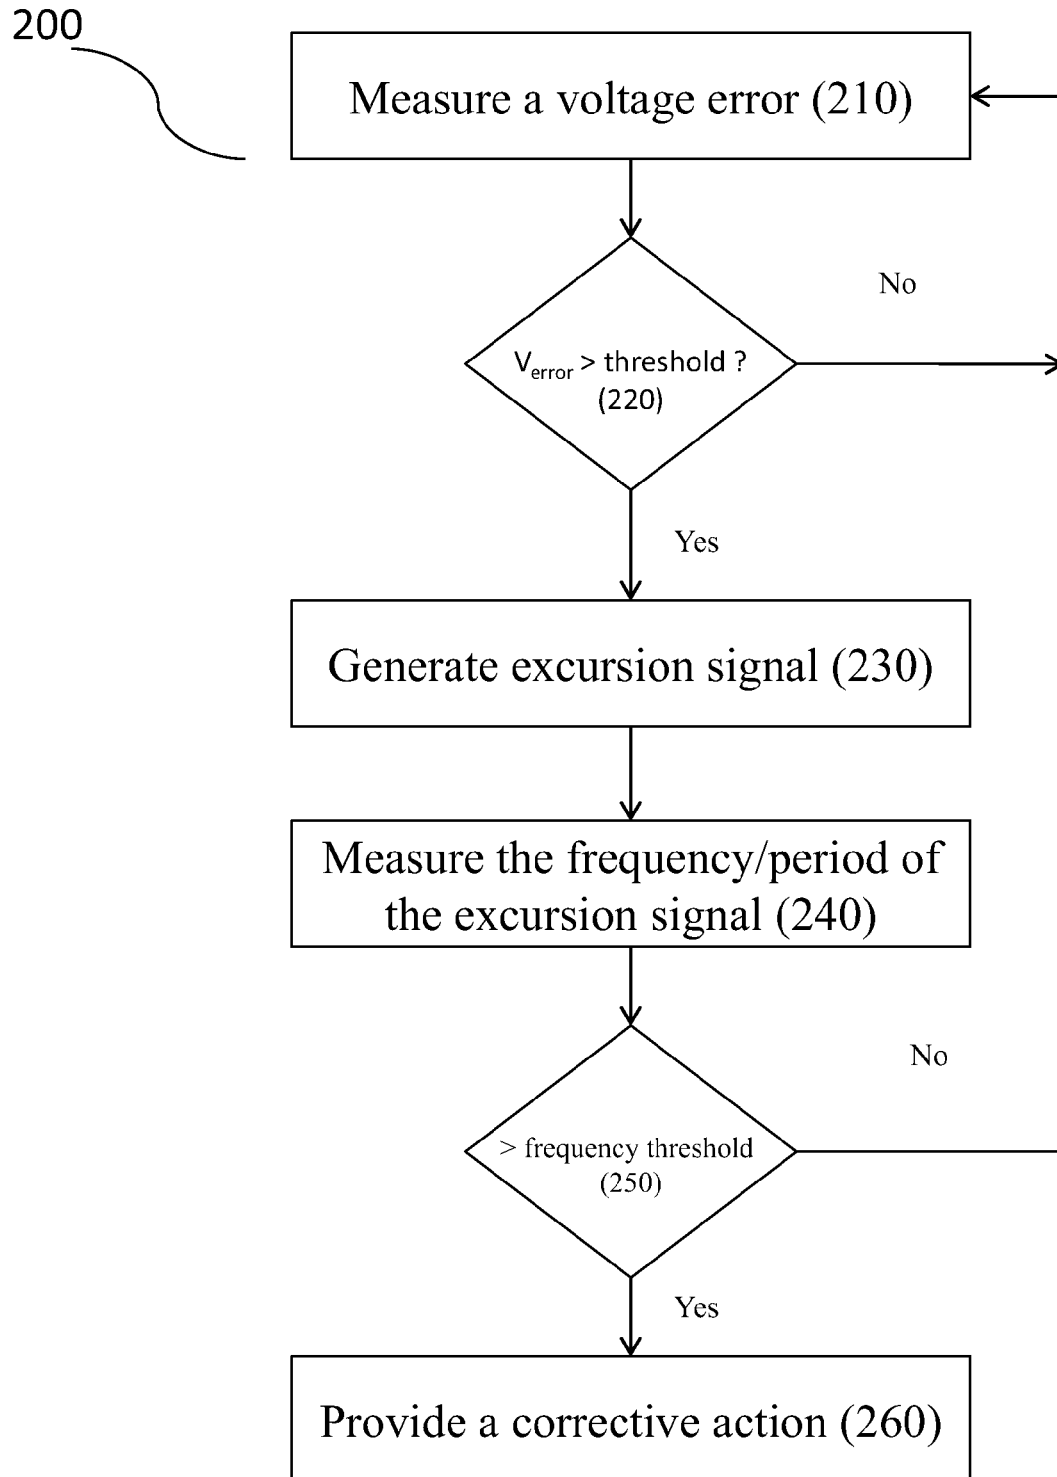 200
Measure a voltage error (210)
No
Verror > threshold ?
(220)
Yes
Generate excursion signal (230)
Measure the frequency/period of
the excursion signal (240)
No
> frequency threshold
(250)
Yes
Provide a corrective action (260)